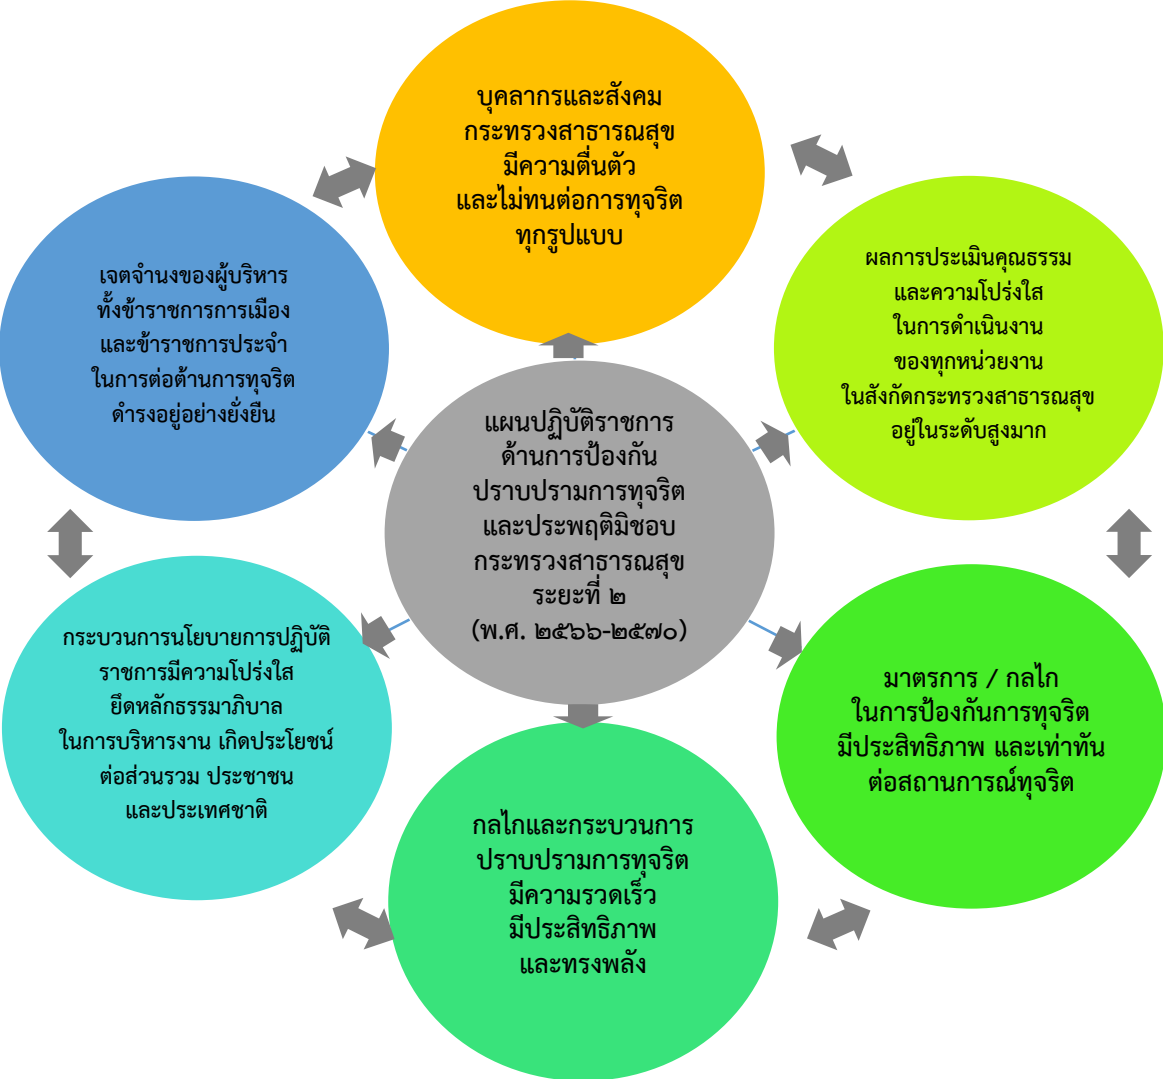 บุคลากรและสังคม
กระทรวงสาธารณสุข
มีความตื่นตัว
และไม่ทนต่อการทุจริต
ทุกรูปแบบ
ผลการประเมินคุณธรรม
และความโปร่งใส
ในการดำเนินงาน
ของทุกหน่วยงาน
ในสังกัดกระทรวงสาธารณสุข
อยู่ในระดับสูงมาก
เจตจำนงของผู้บริหาร
ทั้งข้าราชการการเมือง
และข้าราชการประจำ
ในการต่อต้านการทุจริต
ดำรงอยู่อย่างยั่งยืน
แผนปฏิบัติราชการ
ด้านการป้องกัน
ปราบปรามการทุจริต
และประพฤติมิชอบ
กระทรวงสาธารณสุข
ระยะที่ ๒
(พ.ศ. ๒๕๖๖-๒๕๗๐)
กระบวนการนโยบายการปฏิบัติ
ราชการมีความโปร่งใส
ยึดหลักธรรมาภิบาล
ในการบริหารงาน เกิดประโยชน์
ต่อส่วนรวม ประชาชน
และประเทศชาติ
มาตรการ / กลไก
ในการป้องกันการทุจริต
มีประสิทธิภาพ และเท่าทัน
ต่อสถานการณ์ทุจริต
กลไกและกระบวนการ
ปราบปรามการทุจริต
มีความรวดเร็ว
มีประสิทธิภาพ
และทรงพลัง